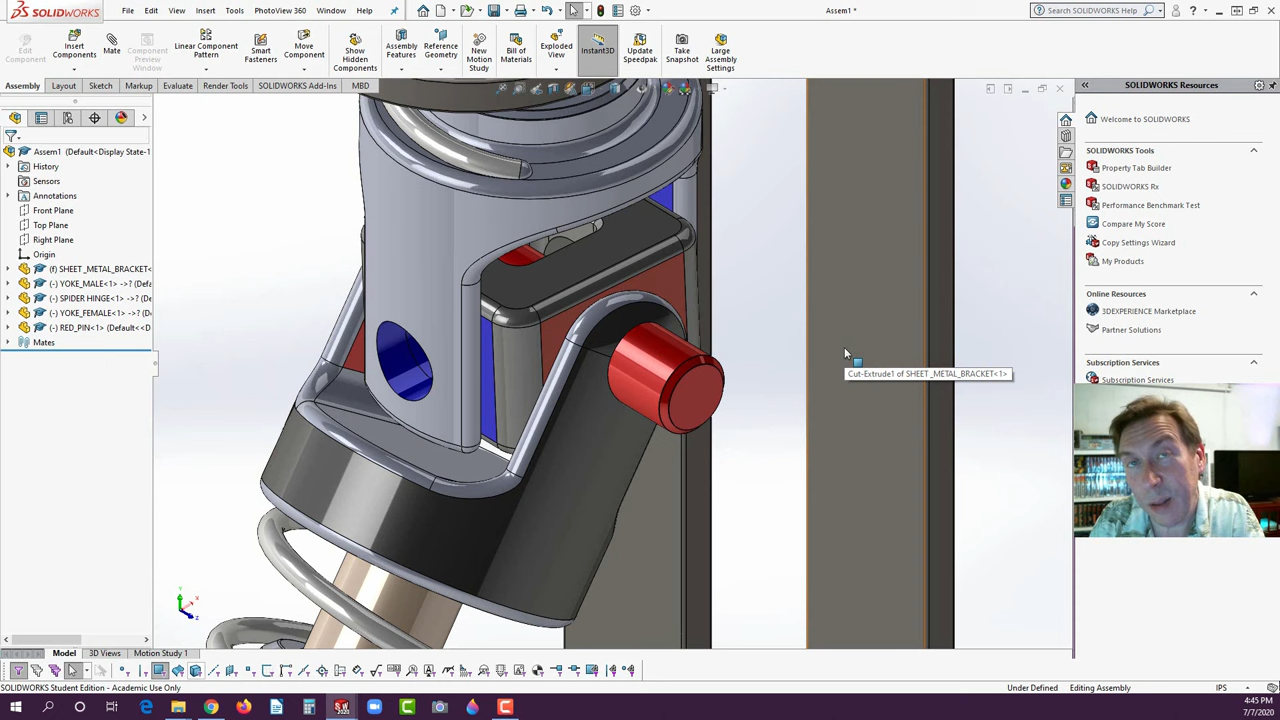 SOLIDWORKS
File
Edit
View
Insert
Tools
PhotoView 360
Window
Help
Assem1 *
Search SOLIDWORKS Help
Edit Component
Insert Components
Mate
Component Preview Window
Linear Component Pattern
Smart Fasteners
Move Component
Show Hidden Components
Assembly Features
Reference Geometry
New Motion Study
Bill of Materials
Exploded View
Instant3D
Update Speedpak
Take Snapshot
Large Assembly Settings
Assembly
Layout
Sketch
Markup
Evaluate
Render Tools
SOLIDWORKS Add-Ins
MBD
SOLIDWORKS Resources
Assem1 (Default<Display State-1
History
Sensors
Annotations
Front Plane
Top Plane
Right Plane
Origin
(f) SHEET_METAL_BRACKET<
(-) YOKE_MALE<1> ->? (Def
(-) SPIDER HINGE<1> ->? (De
(-) YOKE_FEMALE<1> ->? (D
(-) RED_PIN<1> (Default<<D
Mates
Cut-Extrude1 of SHEET_METAL_BRACKET<1>
Welcome to SOLIDWORKS
SOLIDWORKS Tools
Property Tab Builder
SOLIDWORKS Rx
Performance Benchmark Test
Compare My Score
Copy Settings Wizard
My Products
Online Resources
3DEXPERIENCE Marketplace
Partner Solutions
Subscription Services
Subscription Services
Model
3D Views
Motion Study 1
SOLIDWORKS Student Edition - Academic Use Only
Under Defined
Editing Assembly
IPS
4:45 PM
7/7/2020